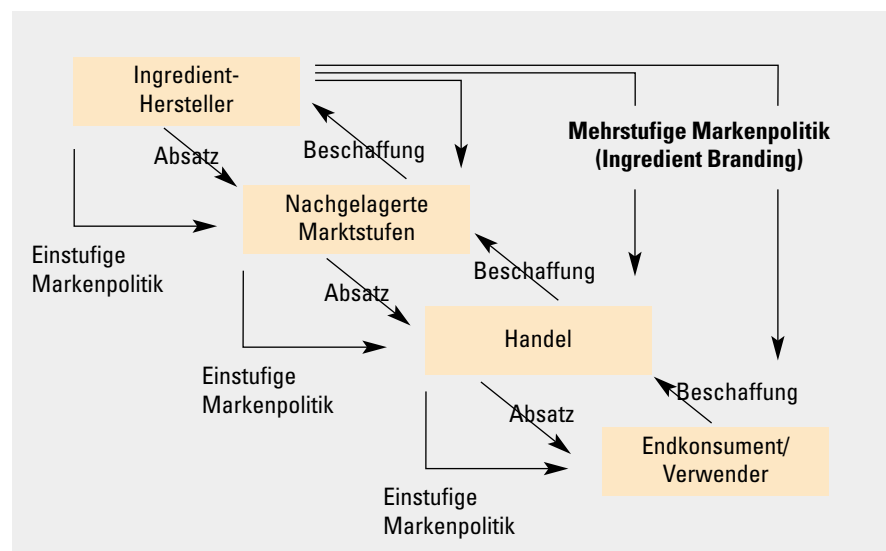 Ingredient-
Hersteller
Absatz
Beschaffung
Mehrstufige Markenpolitik
(Ingredient Branding)
Nachgelagerte
Marktstufen
Einstufige
Markenpolitik
Beschaffung
Absatz
Handel
Einstufige
Markenpolitik
Beschaffung
Absatz
Endkonsument/
Verwender
Einstufige
Markenpolitik